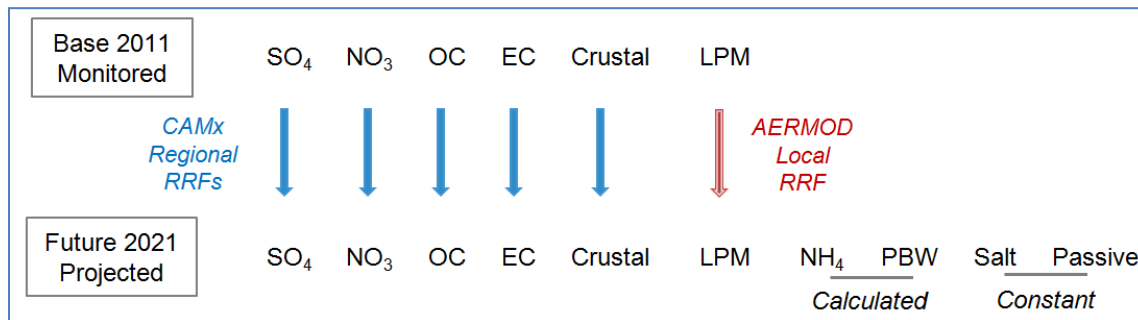 Base 2011
Monitored
SO₄ NO₃ OC EC Crustal LPM
CAMx
Regional
RRFs
AERMOD
Local
RRF
Future 2021
Projected
SO₄ NO₃ OC EC Crustal LPM NH₄ PBW Salt Passive
Calculated Constant